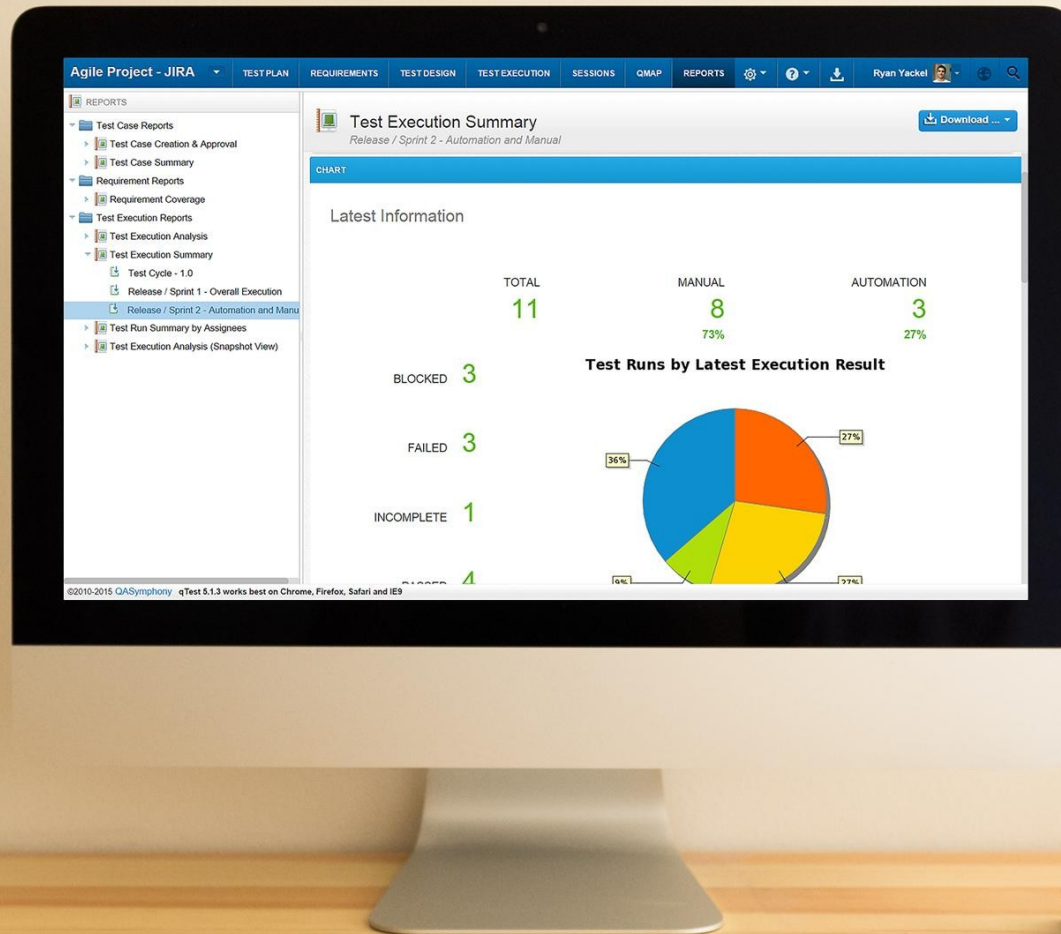 Agile Project - JIRA TEST PLAN REQUIREMENTS TEST DESIGN TEST EXECUTION SESSIONS QMAP REPORTS Ryan Yackel
REPORTS
Test Case Reports
Test Case Creation & Approval
Test Case Summary
Requirement Reports
Requirement Coverage
Test Execution Reports
Test Execution Analysis
Test Execution Summary
Test Cycle - 1.0
Release / Sprint 1 - Overall Execution
Release / Sprint 2 - Automation and Manu
Test Run Summary by Assignees
Test Execution Analysis (Snapshot View)
Test Execution Summary
Release / Sprint 2 - Automation and Manual
Download ...
CHART
Latest Information
TOTAL MANUAL AUTOMATION
11 8 3
73% 27%
Test Runs by Latest Execution Result
BLOCKED 3
FAILED 3
INCOMPLETE 1
PASSED 4
27%
36%
9% 27%
©2010-2015 QASymphony qTest 5.1.3 works best on Chrome, Firefox, Safari and IE9